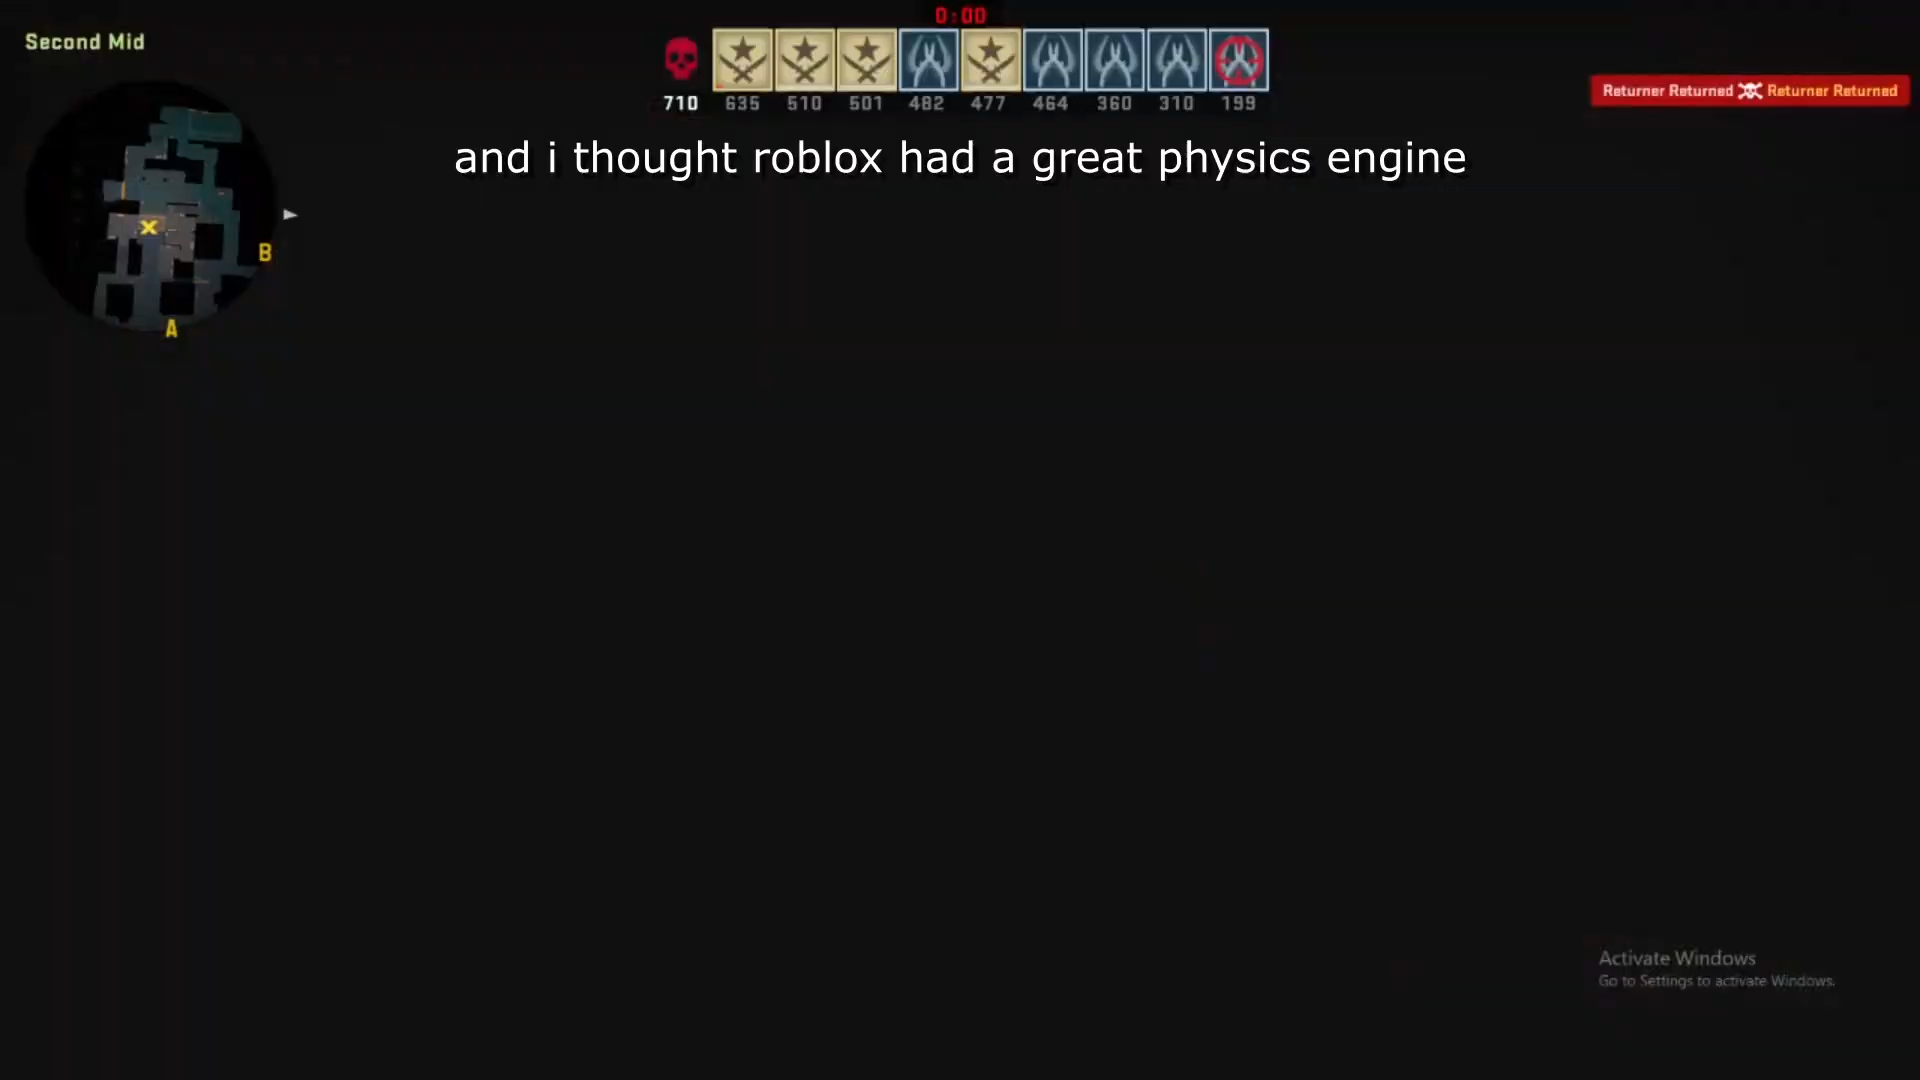 0:00
Second Mid
710 635 510 501 482 477 464 360 310 199
Returner Returned Returner Returned
and i thought roblox had a great physics engine
B
A
Activate Windows
Go to Settings to activate Windows.